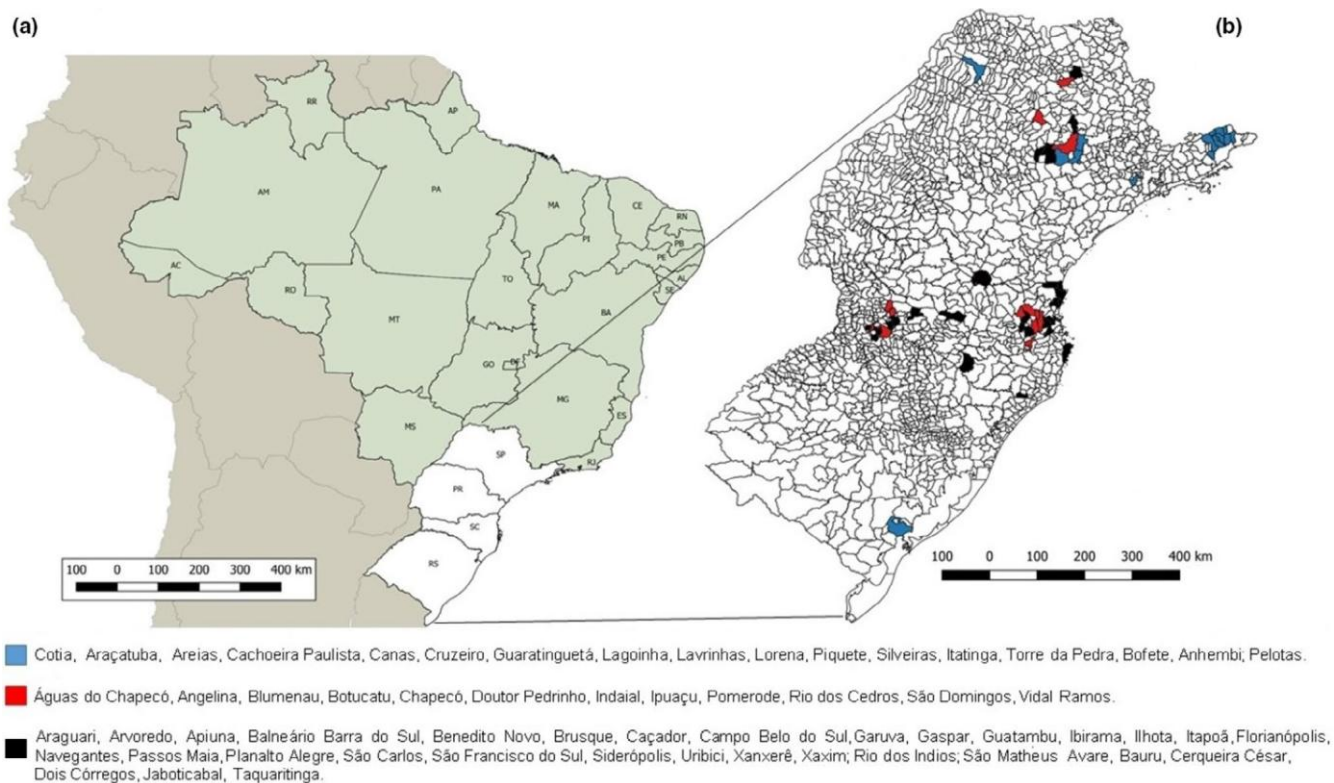 (a)
(b)
RR
AP
AM
PA
MA
CE
RN
PI
PB
PE
AC
TO
AL
SE
RO
BA
MT
GO
DF
MG
MS
ES
SP
RJ
PR
SC
RS
100 0 100 200 300 400 km
100 0 100 200 300 400 km
Cotia, Araçatuba, Areias, Cachoeira Paulista, Canas, Cruzeiro, Guaratinguetá, Lagoinha, Lavrinhas, Lorena, Piquete, Silveiras, Itatinga, Torre da Pedra, Bofete, Anhembi; Pelotas.
Águas do Chapecó, Angelina, Blumenau, Botucatu, Chapecó, Doutor Pedrinho, Indaial, Ipuaçu, Pomerode, Rio dos Cedros, São Domingos, Vidal Ramos.
Araguari, Arvoredo, Apiuna, Balneário Barra do Sul, Benedito Novo, Brusque, Caçador, Campo Belo do Sul,Garuva, Gaspar, Guatambu, Ibirama, Ilhota, Itapoã,Florianópolis,
Navegantes, Passos Maia,Planalto Alegre, São Carlos, São Francisco do Sul, Siderópolis, Uribici, Xanxerê, Xaxim; Rio dos Indios; São Matheus Avare, Bauru, Cerqueira César,
Dois Córregos, Jaboticabal, Taquaritinga.